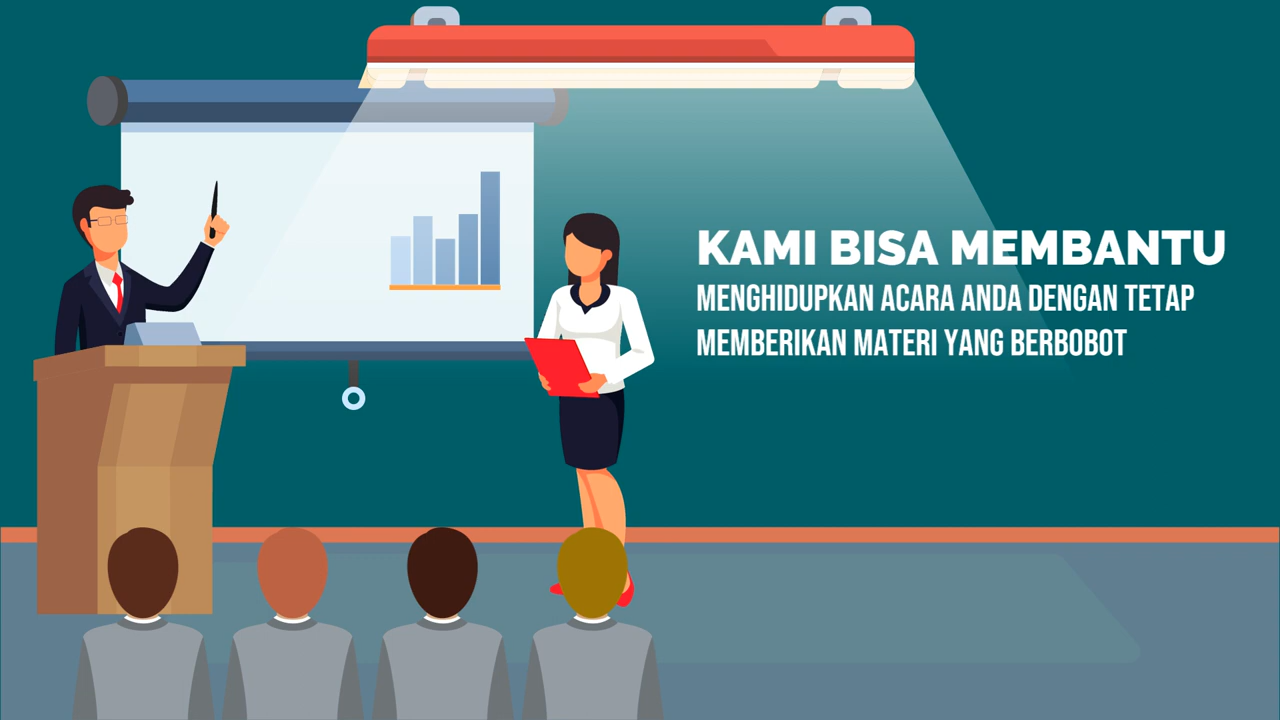 KAMI BISA MEMBANTU
MENGHIDUPKAN ACARA ANDA DENGAN TETAP
MEMBERIKAN MATERI YANG BERBOBOT